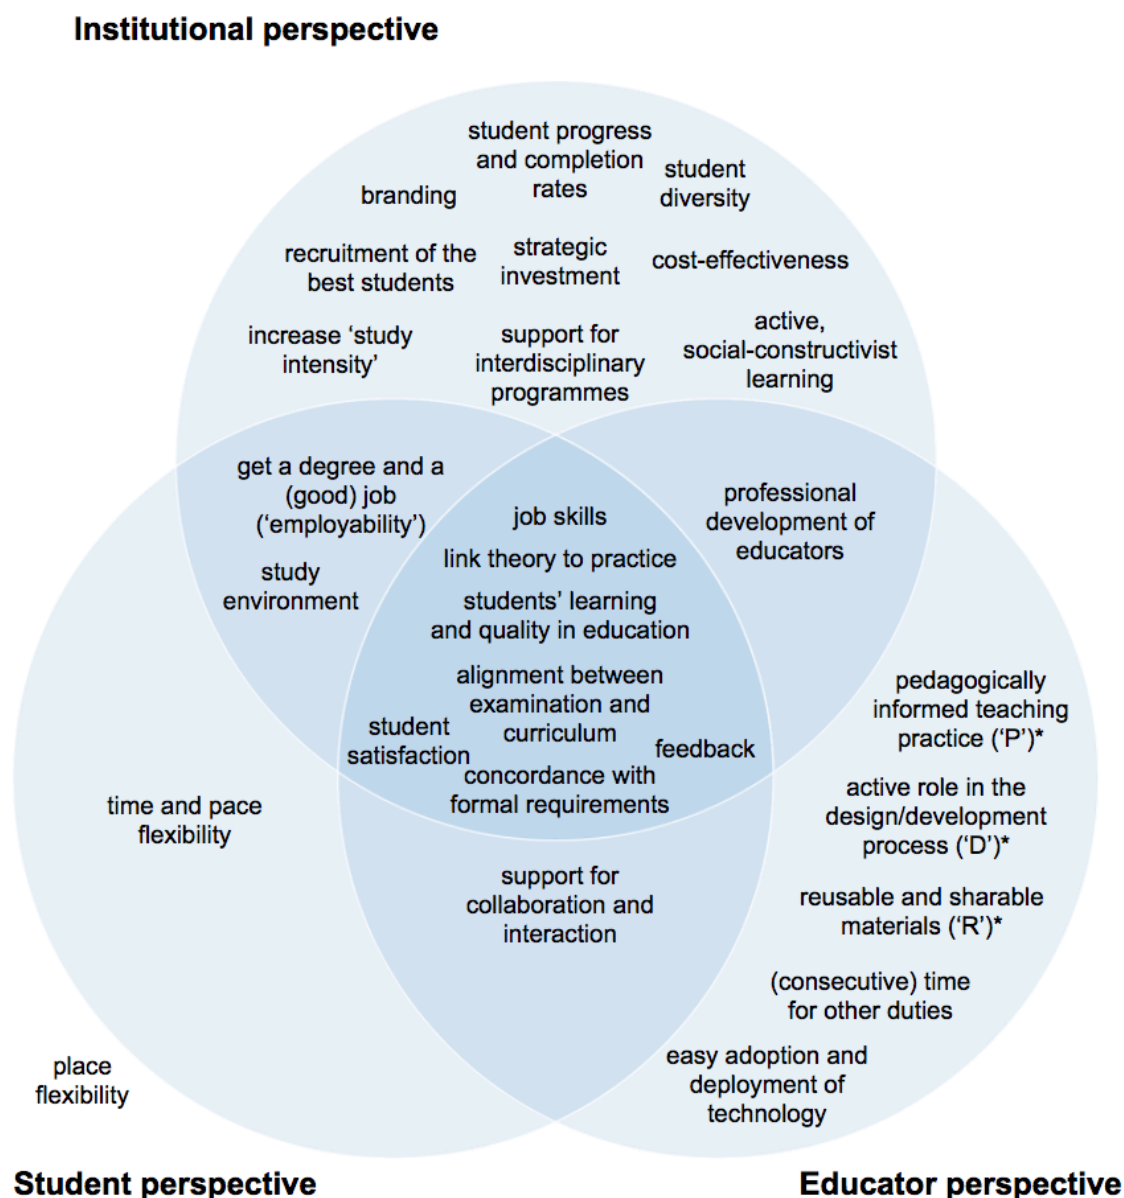 Institutional perspective
student progress
and completion
rates
student
diversity
branding
recruitment of the
best students
strategic
investment
cost-effectiveness
increase ‘study
intensity’
support for
interdisciplinary
programmes
active,
social-constructivist
learning
get a degree and a
(good) job
(‘employability’)
study
environment
job skills
link theory to practice
students’ learning
and quality in education
alignment between
examination and
curriculum
student
satisfaction
feedback
concordance with
formal requirements
professional
development of
educators
pedagogically
informed teaching
practice (‘P’)*
active role in the
design/development
process (‘D’)*
reusable and sharable
materials (‘R’)*
(consecutive) time
for other duties
easy adoption and
deployment of
technology
time and pace
flexibility
support for
collaboration and
interaction
place
flexibility
Student perspective
Educator perspective